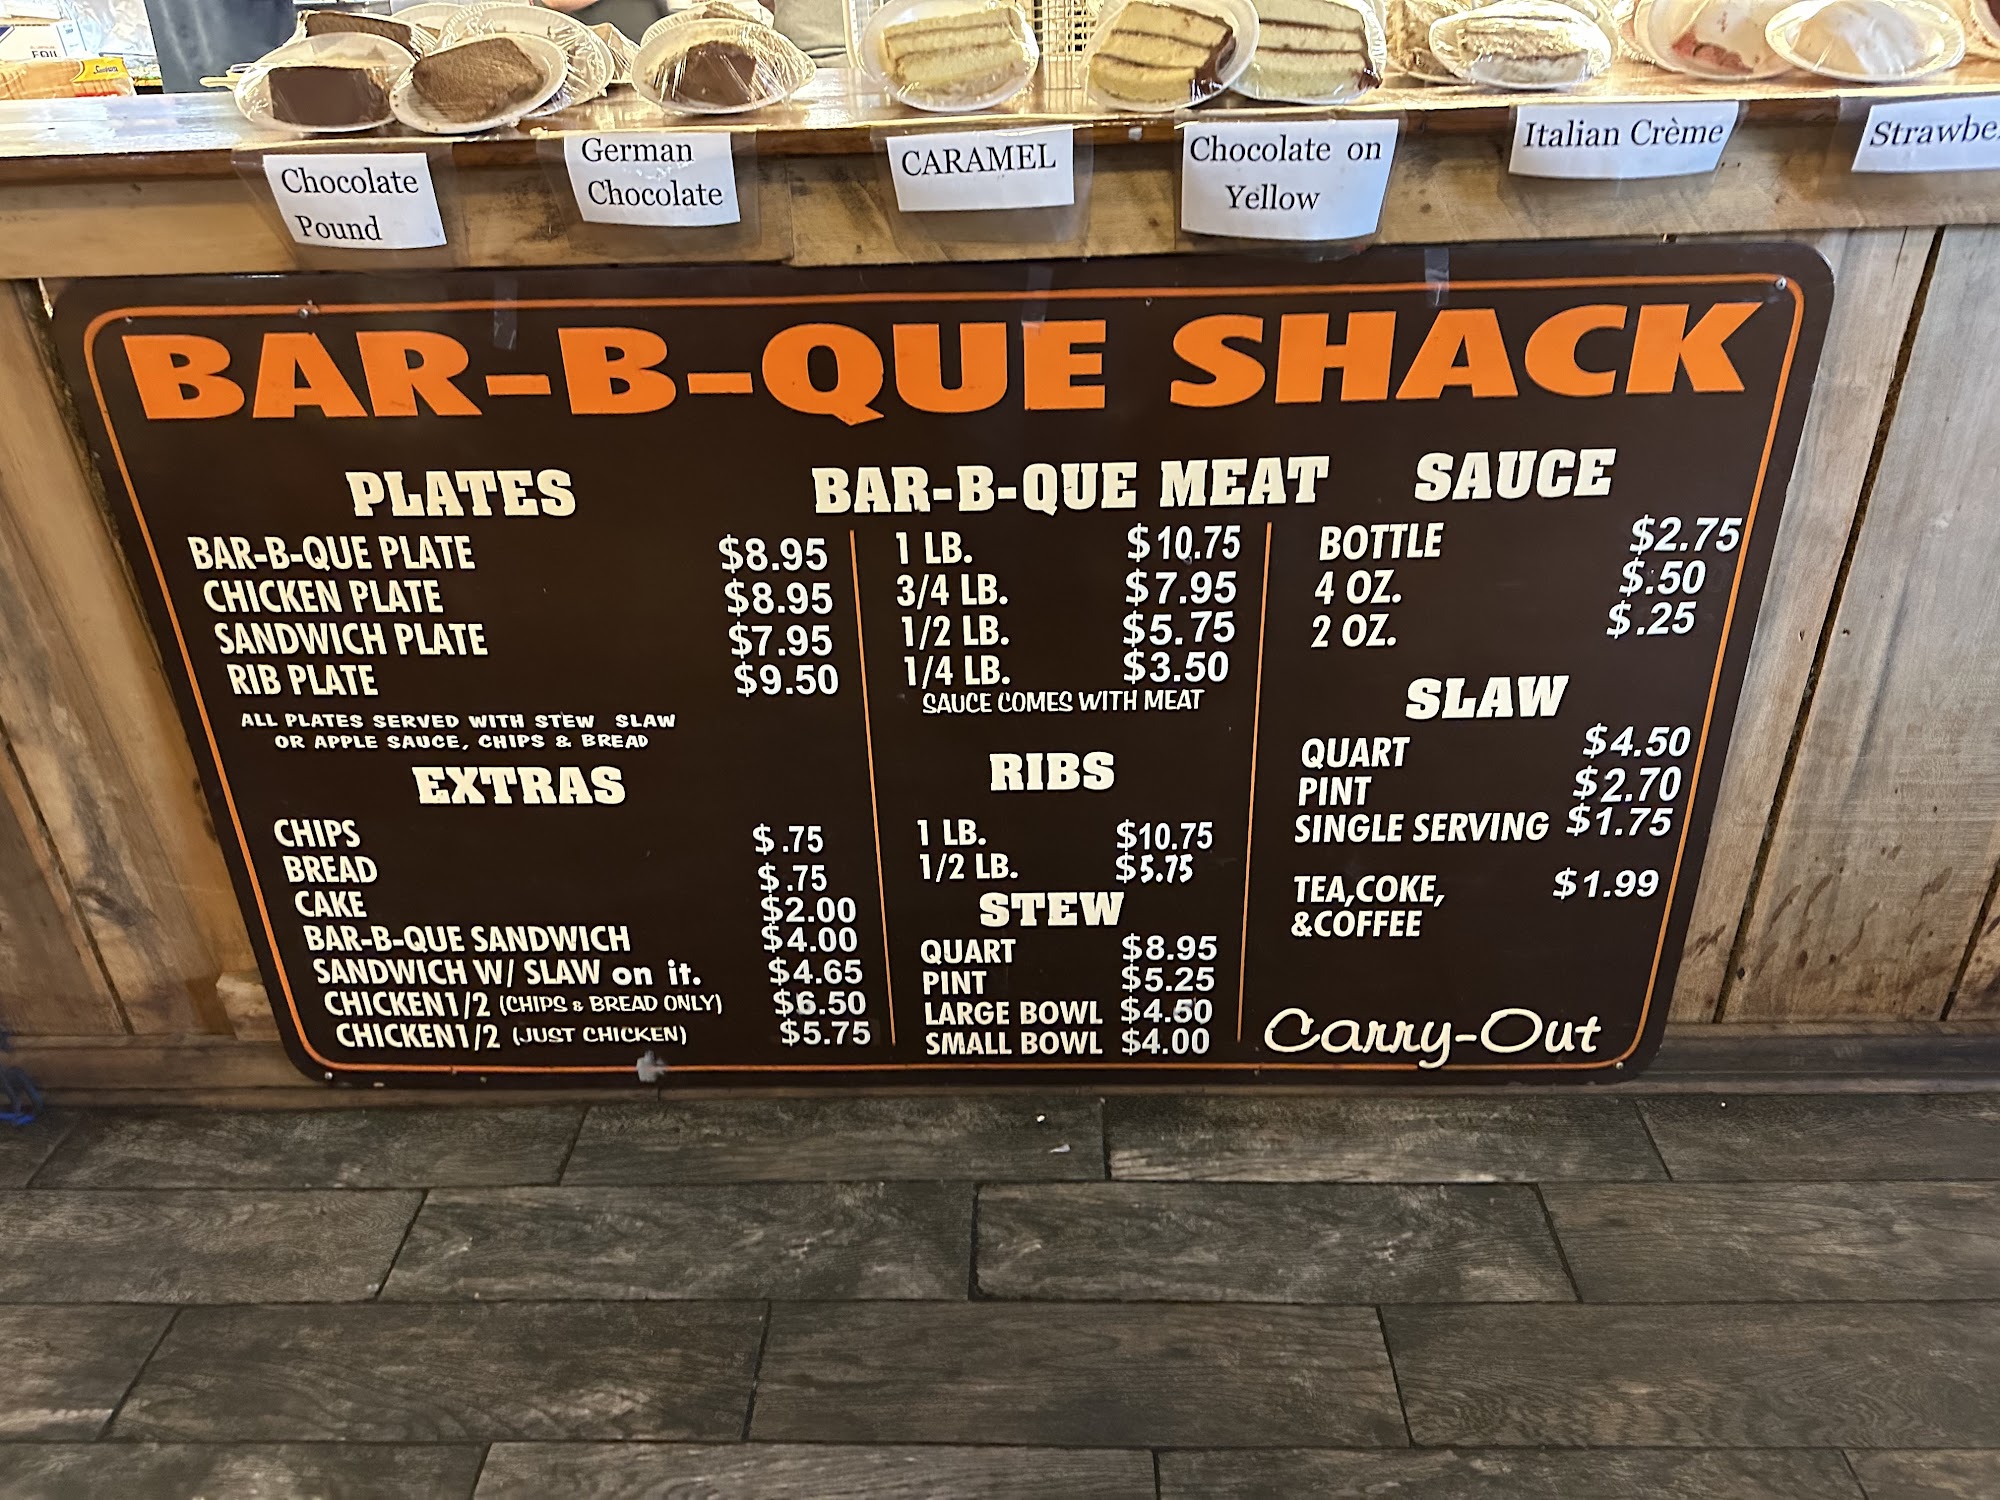 FOIL
Chocolate
Pound
German
Chocolate
CARAMEL
Chocolate on
Yellow
Italian Crème
BAR-B-QUE SHACK
PLATES
BAR-B-QUE PLATE $8.95
CHICKEN PLATE $8.95
SANDWICH PLATE $7.95
RIB PLATE $9.50
ALL PLATES SERVED WITH STEW SLAW
OR APPLE SAUCE, CHIPS & BREAD
EXTRAS
CHIPS $.75
BREAD $.75
CAKE $2.00
BAR-B-QUE SANDWICH $4.00
SANDWICH W/ SLAW on it. $4.65
CHICKEN 1/2 (CHIPS & BREAD ONLY) $6.50
CHICKEN 1/2 (JUST CHICKEN) $5.75
BAR-B-QUE MEAT
1 LB. $10.75
3/4 LB. $7.95
1/2 LB. $5.75
1/4 LB. $3.50
SAUCE COMES WITH MEAT
RIBS
1 LB. $10.75
1/2 LB. $5.75
STEW
QUART $8.95
PINT $5.25
LARGE BOWL $4.50
SMALL BOWL $4.00
SAUCE
BOTTLE $2.75
4 OZ. $.50
2 OZ. $.25
SLAW
QUART $4.50
PINT $2.70
SINGLE SERVING $1.75
TEA,COKE, $1.99
&COFFEE
Carry-Out